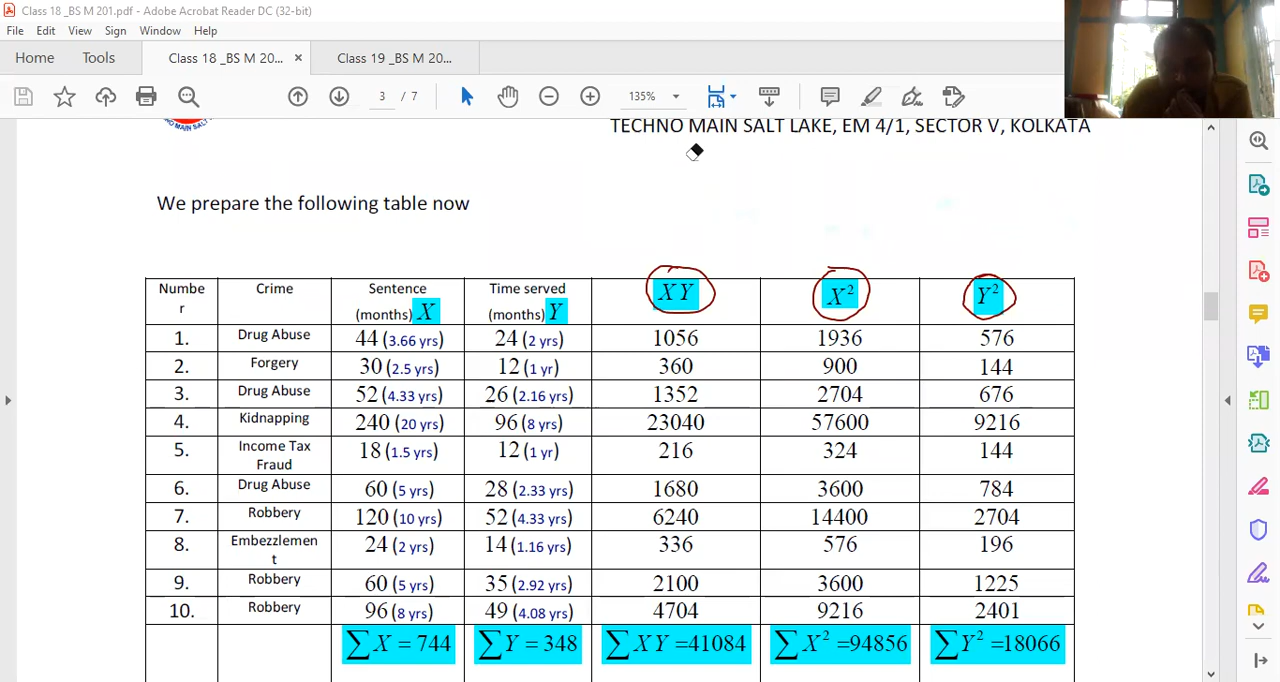 Class 18 _BS M 201.pdf - Adobe Acrobat Reader DC (32-bit)
File Edit View Sign Window Help
Home Tools Class 18 _BS M 20... × Class 19 _BS M 20...
3 / 7 135%
NO MAIN SALT
TECHNO MAIN SALT LAKE, EM 4/1, SECTOR V, KOLKATA
We prepare the following table now
Numbe Crime Sentence Time served XY X² Y²
r (months) X (months) Y
1. Drug Abuse 44 (3.66 yrs) 24 (2 yrs) 1056 1936 576
2. Forgery 30 (2.5 yrs) 12 (1 yr) 360 900 144
3. Drug Abuse 52 (4.33 yrs) 26 (2.16 yrs) 1352 2704 676
4. Kidnapping 240 (20 yrs) 96 (8 yrs) 23040 57600 9216
5. Income Tax 18 (1.5 yrs) 12 (1 yr) 216 324 144
Fraud
6. Drug Abuse 60 (5 yrs) 28 (2.33 yrs) 1680 3600 784
7. Robbery 120 (10 yrs) 52 (4.33 yrs) 6240 14400 2704
8. Embezzlemen 24 (2 yrs) 14 (1.16 yrs) 336 576 196
t
9. Robbery 60 (5 yrs) 35 (2.92 yrs) 2100 3600 1225
10. Robbery 96 (8 yrs) 49 (4.08 yrs) 4704 9216 2401
∑ X = 744 ∑ Y = 348 ∑ XY =41084 ∑ X² =94856 ∑ Y² =18066